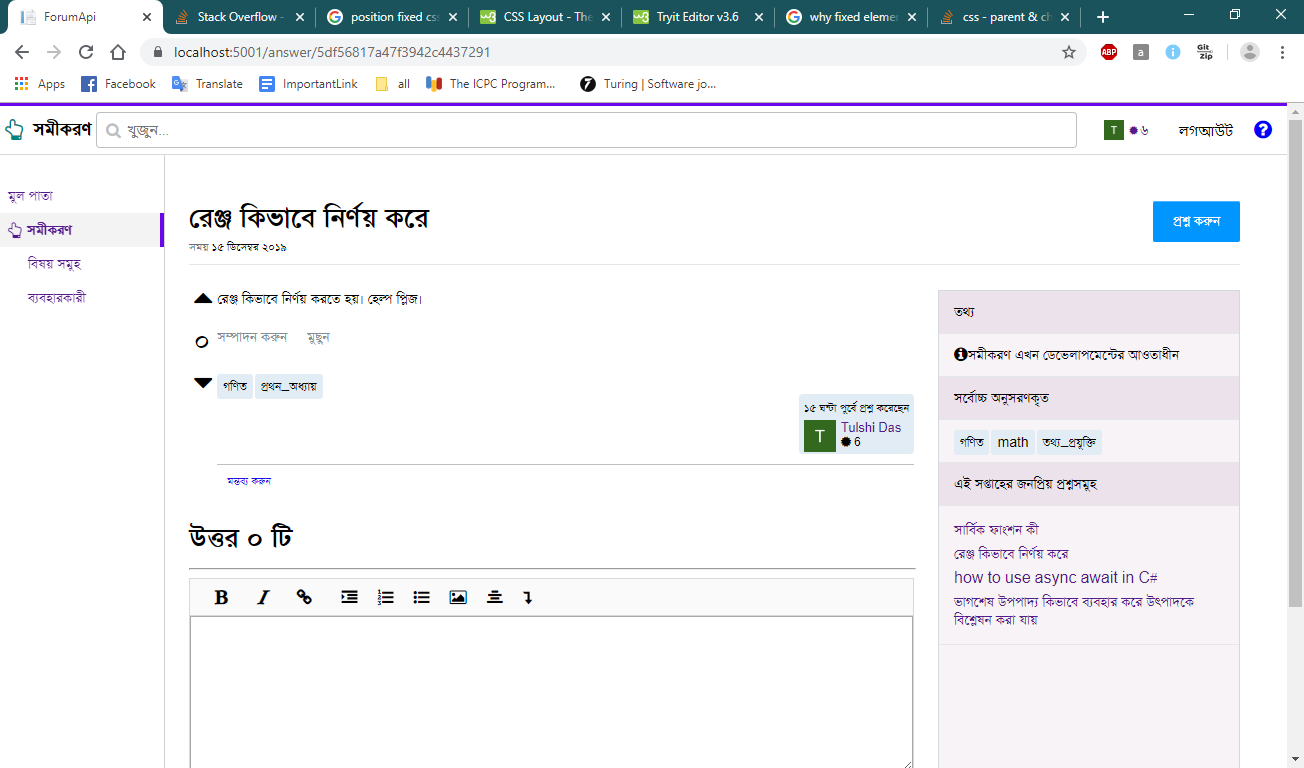 ForumApi
Stack Overflow -
position fixed css
CSS Layout - The
Tryit Editor v3.6
why fixed elemen
css - parent & ch
localhost:5001/answer/5df56817a47f3942c4437291
ABP
a
Git
Zip
Apps
Facebook
Translate
ImportantLink
all
The ICPC Program...
Turing | Software jo...
সমীকরণ
খুজুন...
T
৬
লগআউট
?
মুল পাতা
সমীকরণ
বিষয় সমুহ
ব্যবহারকারী
রেঞ্জ কিভাবে নির্ণয় করে
প্রশ্ন করুন
সময় ১৫ ডিসেম্বর ২০১৯
রেঞ্জ কিভাবে নির্ণয় করতে হয়। হেল্প প্লিজ।
০
সম্পাদন করুন
মুছুন
গণিত
প্রথন_অধ্যায়
১৫ ঘন্টা পুর্বে প্রশ্ন করেছেন
T
Tulshi Das
6
মন্তব্য করুন
উত্তর ০ টি
B
I
তথ্য
সমীকরণ এখন ডেভেলাপমেন্টের আওতাধীন
সর্বোচ্চ অনুসরণকৃত
গণিত
math
তথ্য_প্রযুক্তি
এই সপ্তাহের জনপ্রিয় প্রশ্নসমুহ
সার্বিক ফাংশন কী
রেঞ্জ কিভাবে নির্ণয় করে
how to use async await in C#
ভাগশেষ উপপাদ্য কিভাবে ব্যবহার করে উৎপাদকে
বিশ্লেষন করা যায়